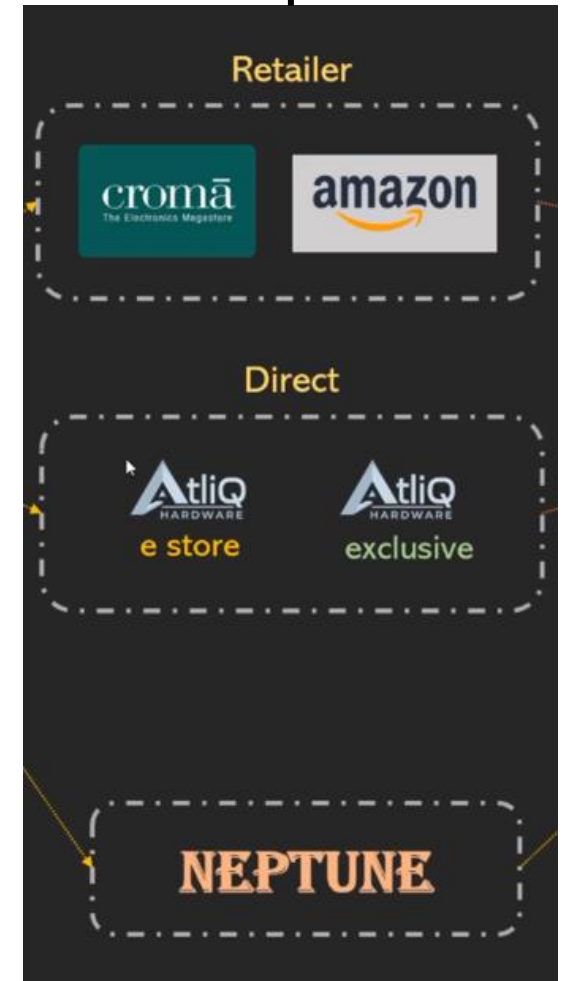 Retailer
cromā
The Electronics Megastore
amazon
Direct
AtliQ
HARDWARE
e store
AtliQ
HARDWARE
exclusive
NEPTUNE